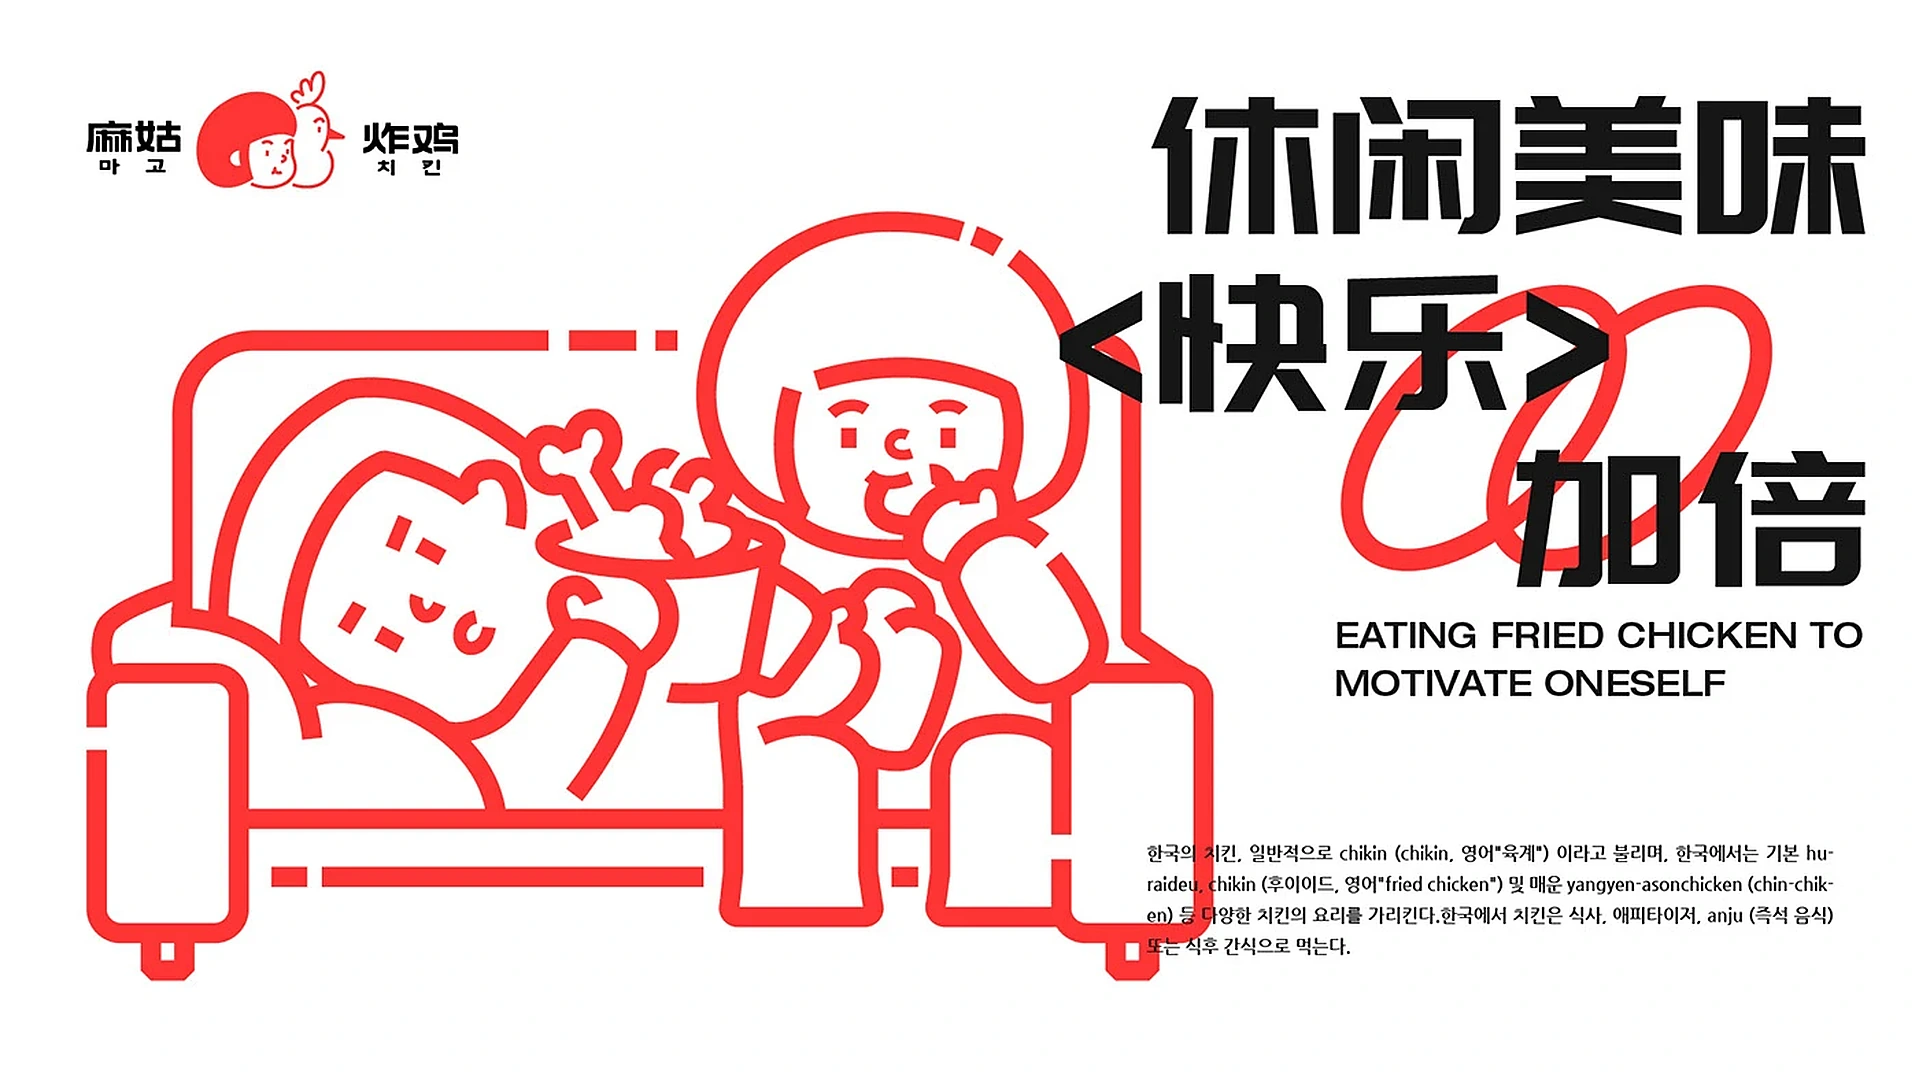 麻姑 炸鸡
마고 치킨
休闲美味
<快乐>
加倍
EATING FRIED CHICKEN TO
MOTIVATE ONESELF
한국의 치킨, 일반적으로 chikin (chikin, 영어"육계") 이라고 불리며, 한국에서는 기본 hu-
raideu, chikin (후이이드, 영어"fried chicken") 및 매운 yangyen-asonchicken (chin-chik-
en) 등 다양한 치킨의 요리를 가리킨다.한국에서 치킨은 식사, 애피타이저, anju (즉석 음식)
또는 식후 간식으로 먹는다.